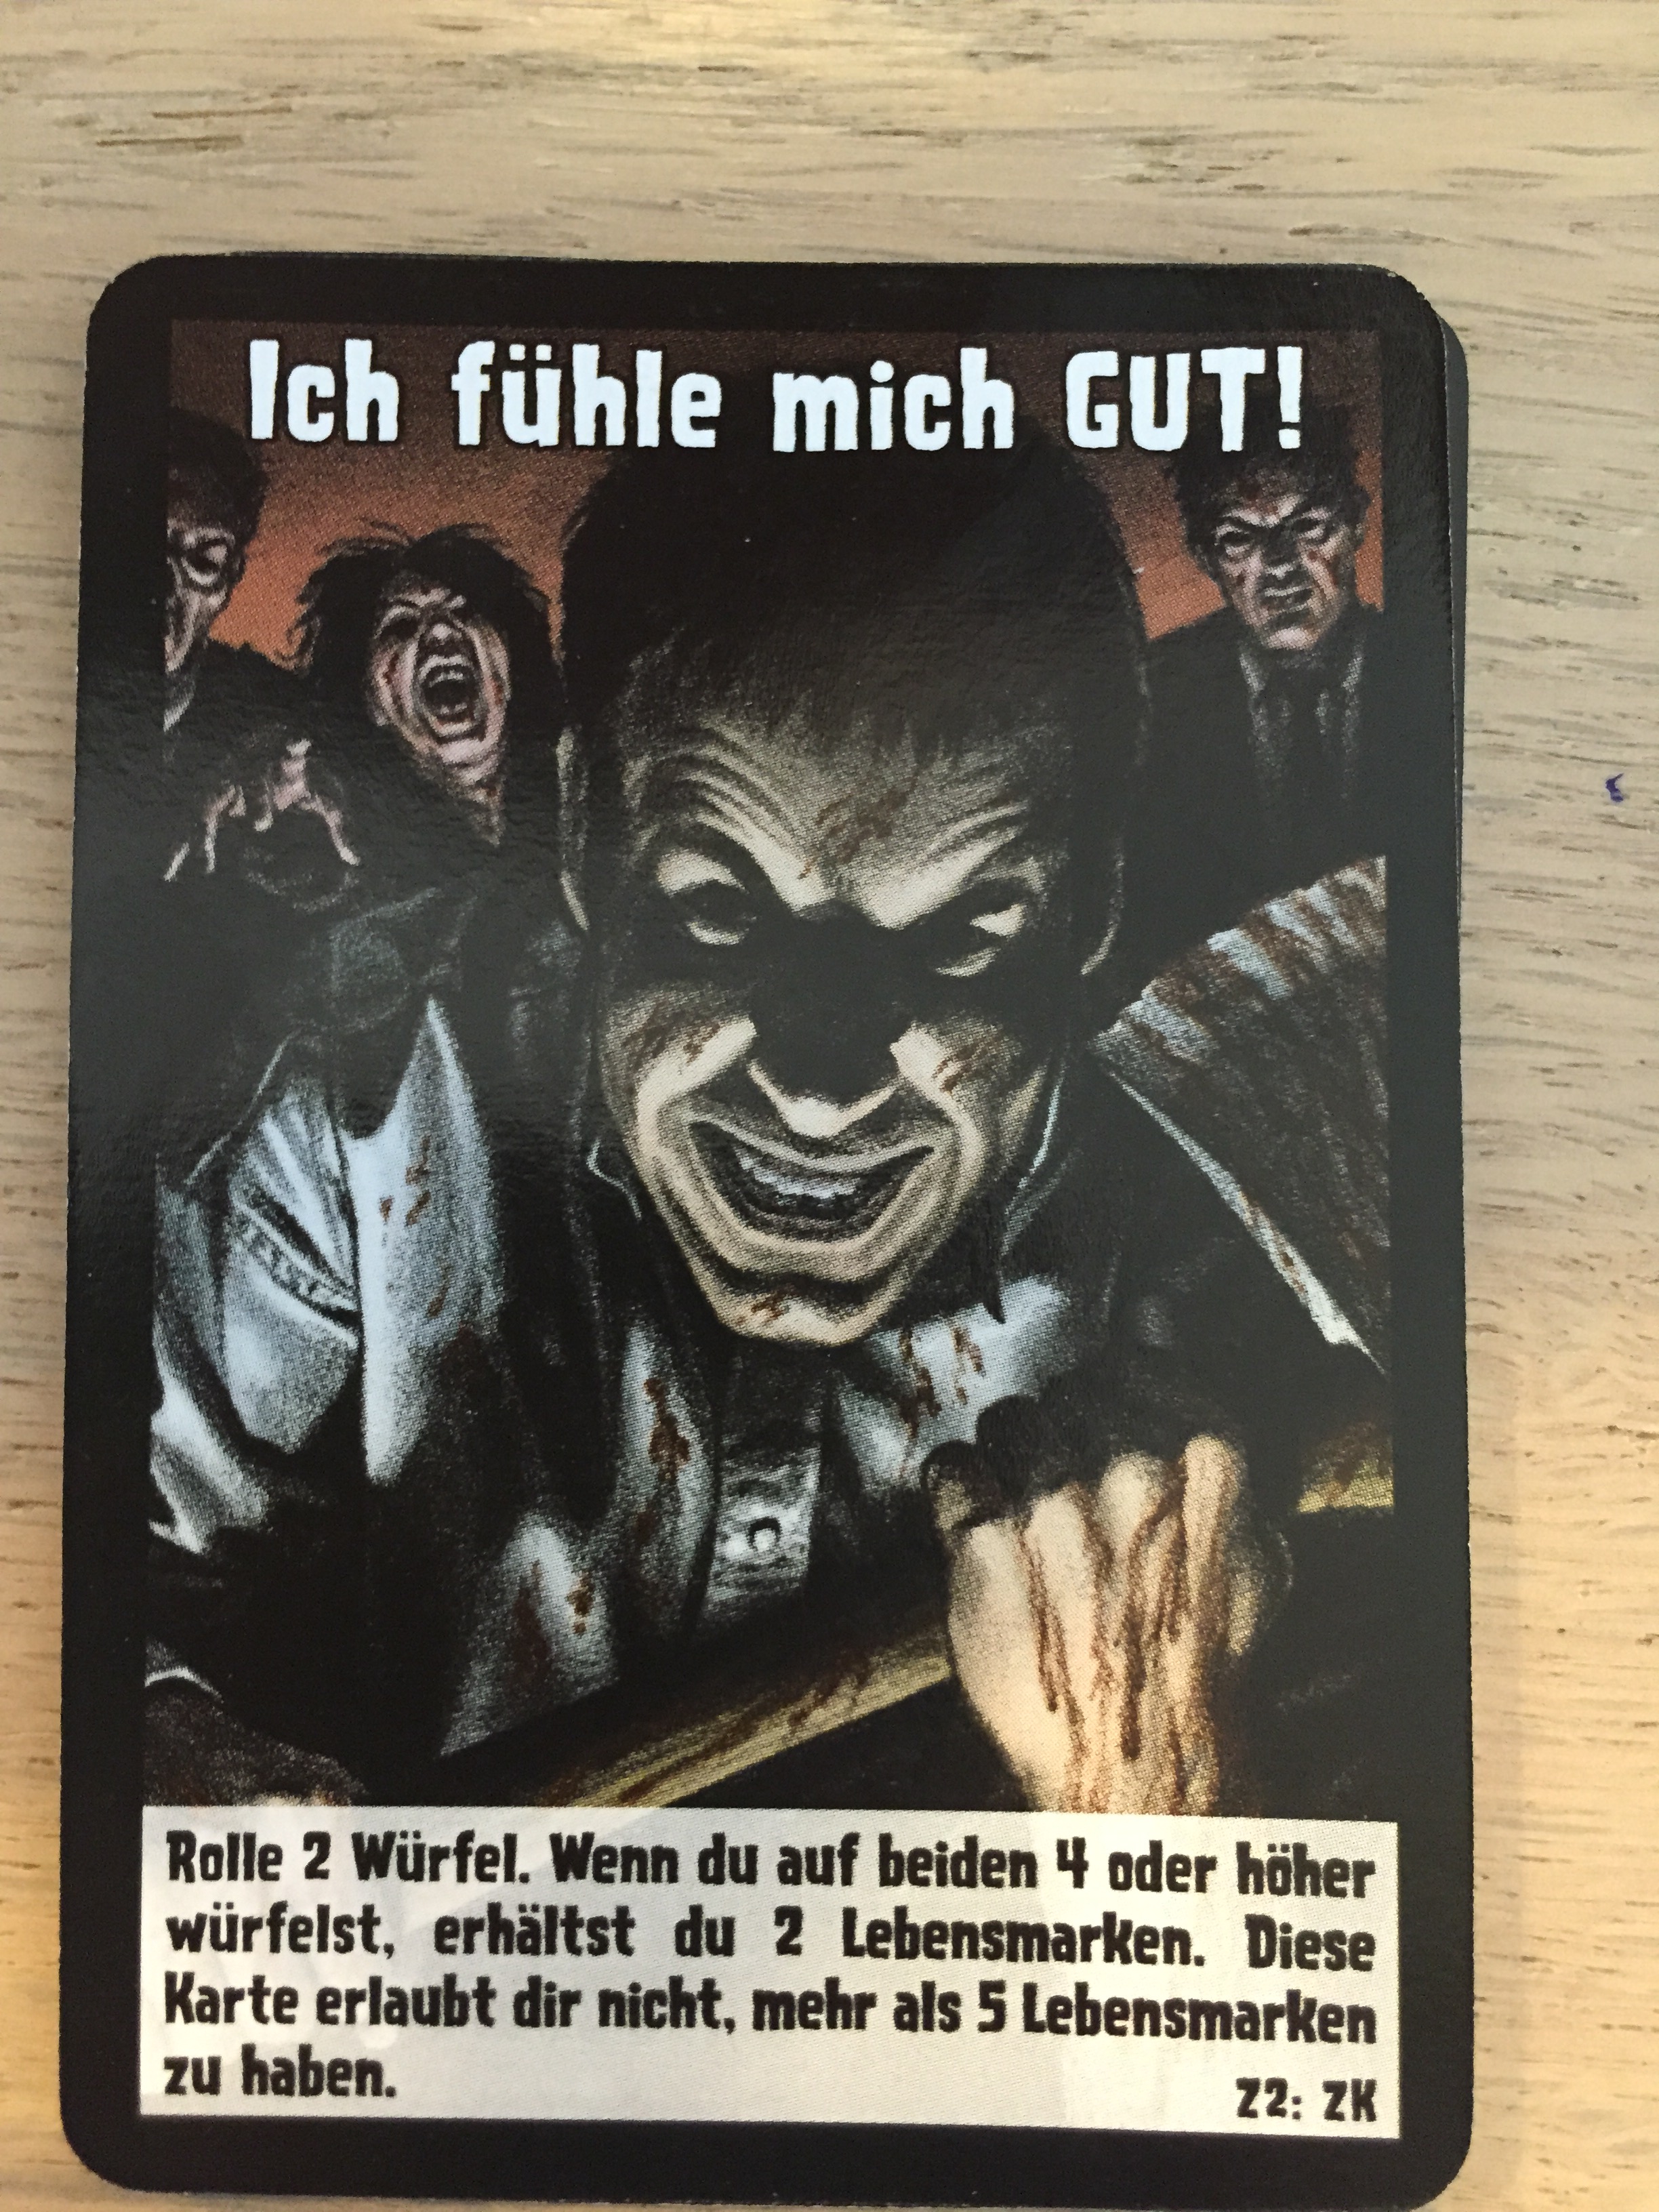 Ich fühle mich GUT!
Rolle 2 Würfel. Wenn du auf beiden 4 oder höher
würfelst, erhältst du 2 Lebensmarken. Diese
Karte erlaubt dir nicht, mehr als 5 Lebensmarken
zu haben.
Z2: ZK